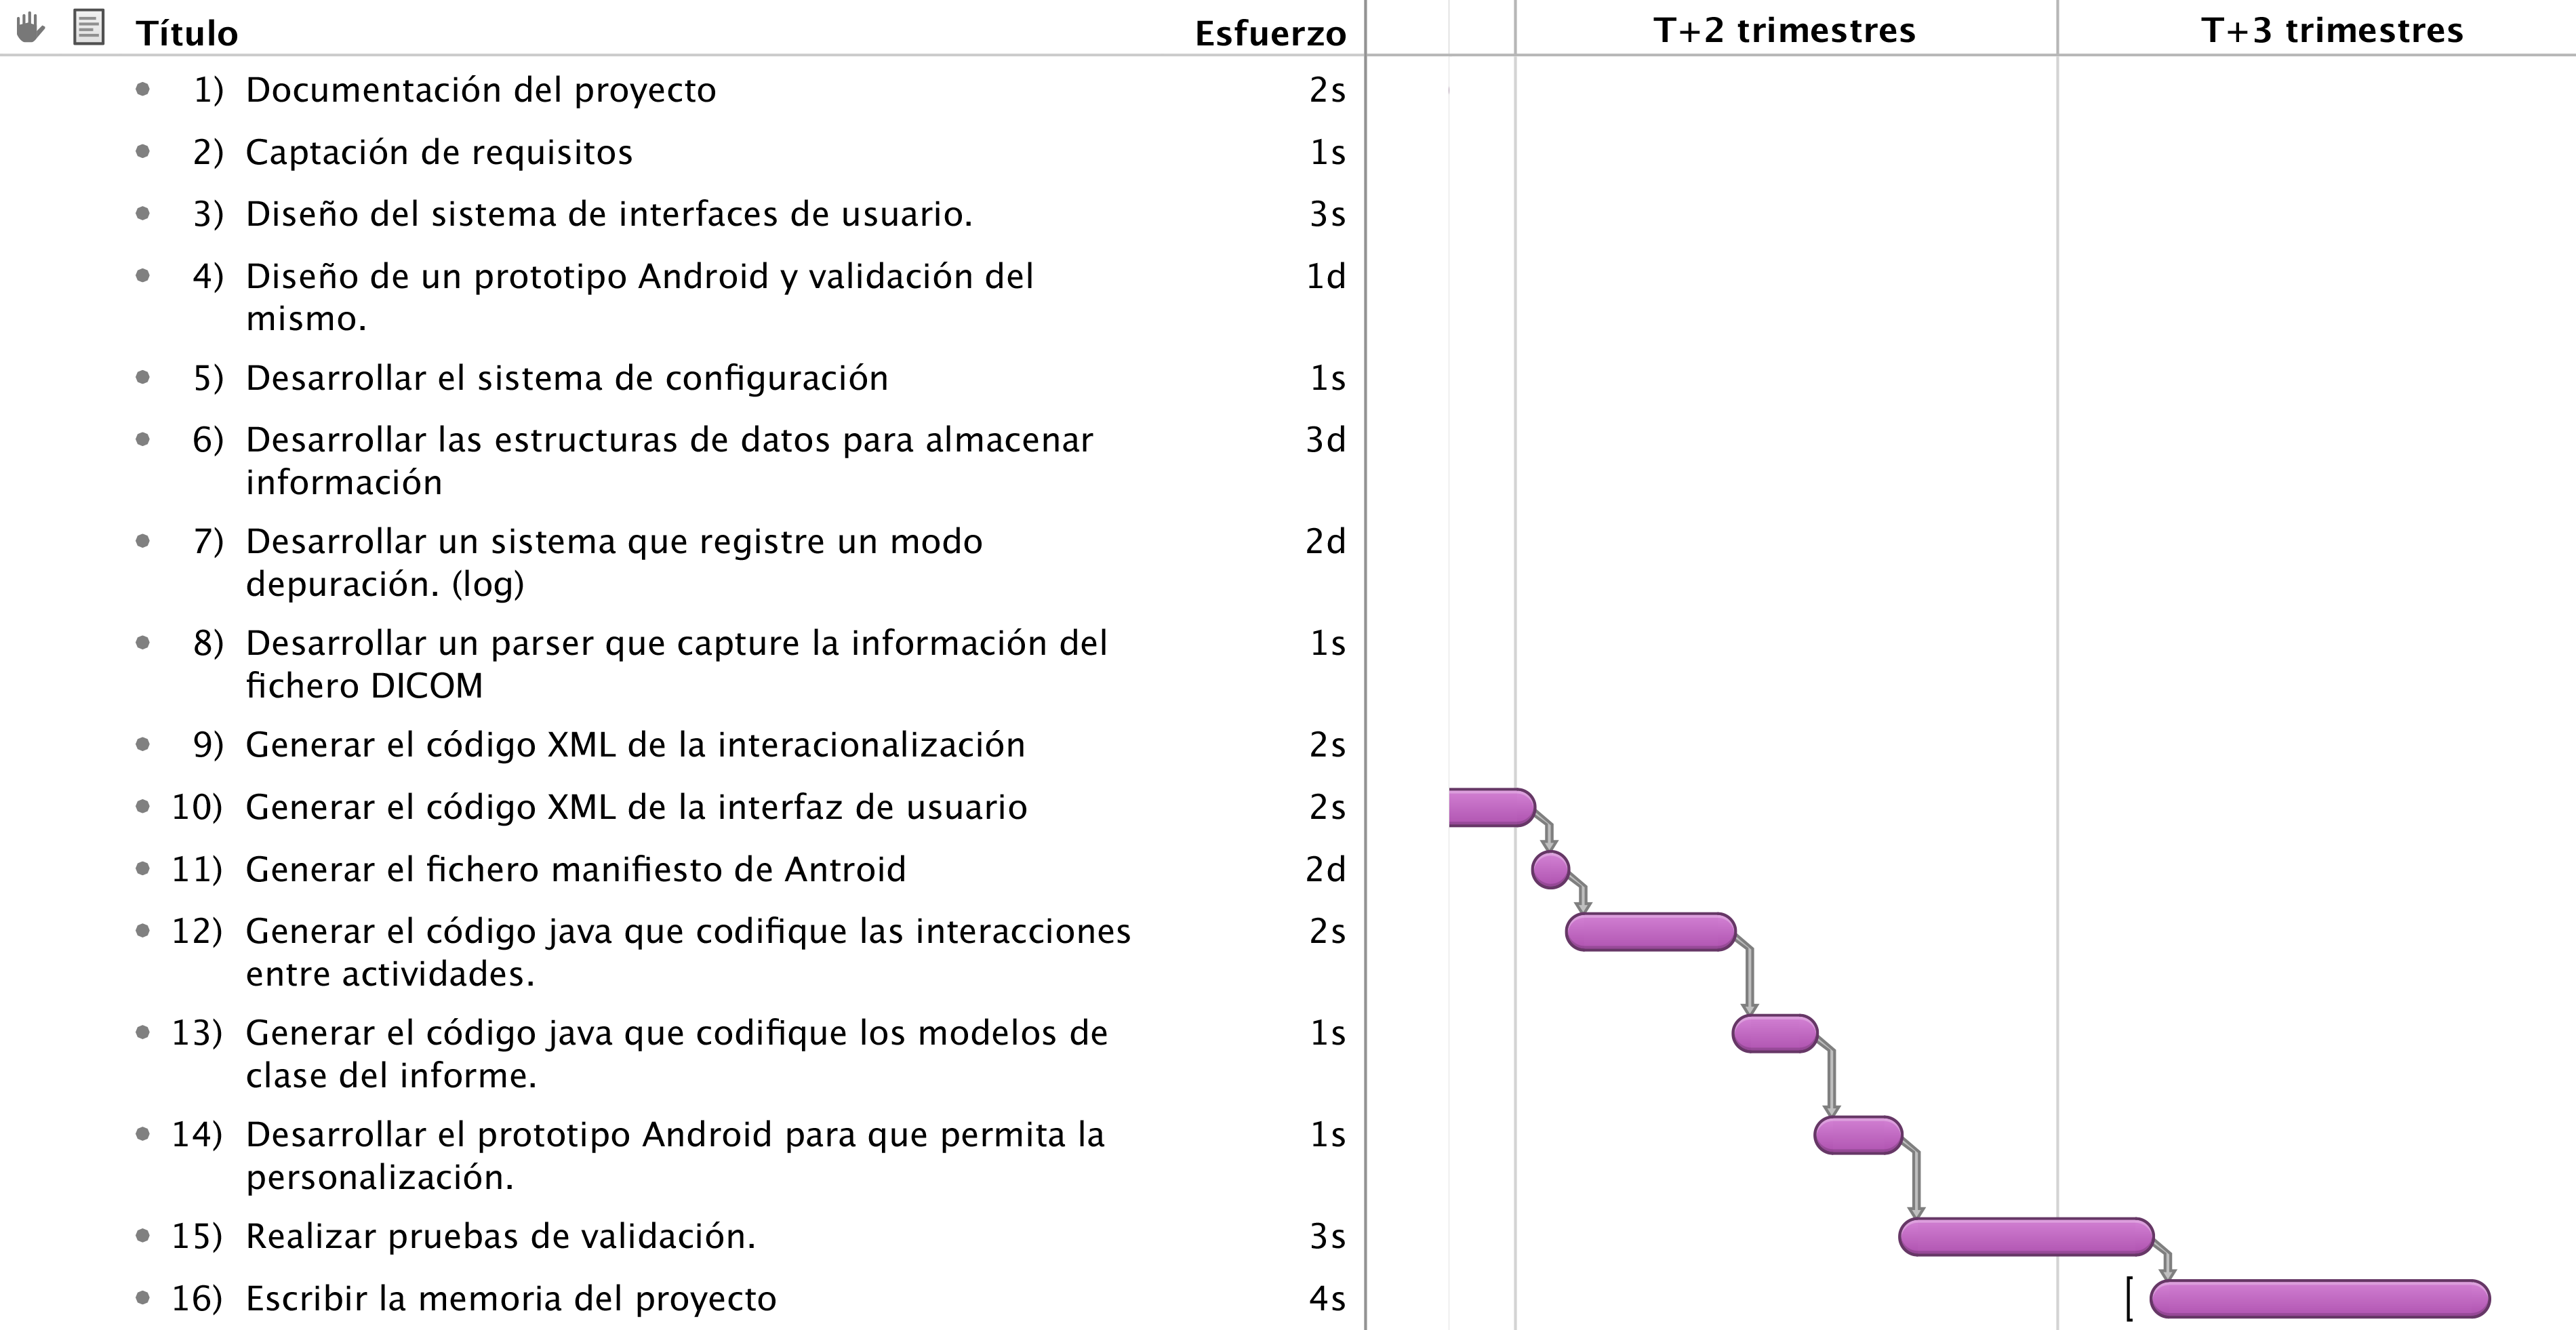 Título Esfuerzo T+2 trimestres T+3 trimestres
1) Documentación del proyecto 2s
2) Captación de requisitos 1s
3) Diseño del sistema de interfaces de usuario. 3s
4) Diseño de un prototipo Android y validación del 1d
mismo.
5) Desarrollar el sistema de configuración 1s
6) Desarrollar las estructuras de datos para almacenar 3d
información
7) Desarrollar un sistema que registre un modo 2d
depuración. (log)
8) Desarrollar un parser que capture la información del 1s
fichero DICOM
9) Generar el código XML de la interacionalización 2s
10) Generar el código XML de la interfaz de usuario 2s
11) Generar el fichero manifiesto de Antroid 2d
12) Generar el código java que codifique las interacciones 2s
entre actividades.
13) Generar el código java que codifique los modelos de 1s
clase del informe.
14) Desarrollar el prototipo Android para que permita la 1s
personalización.
15) Realizar pruebas de validación. 3s
16) Escribir la memoria del proyecto 4s